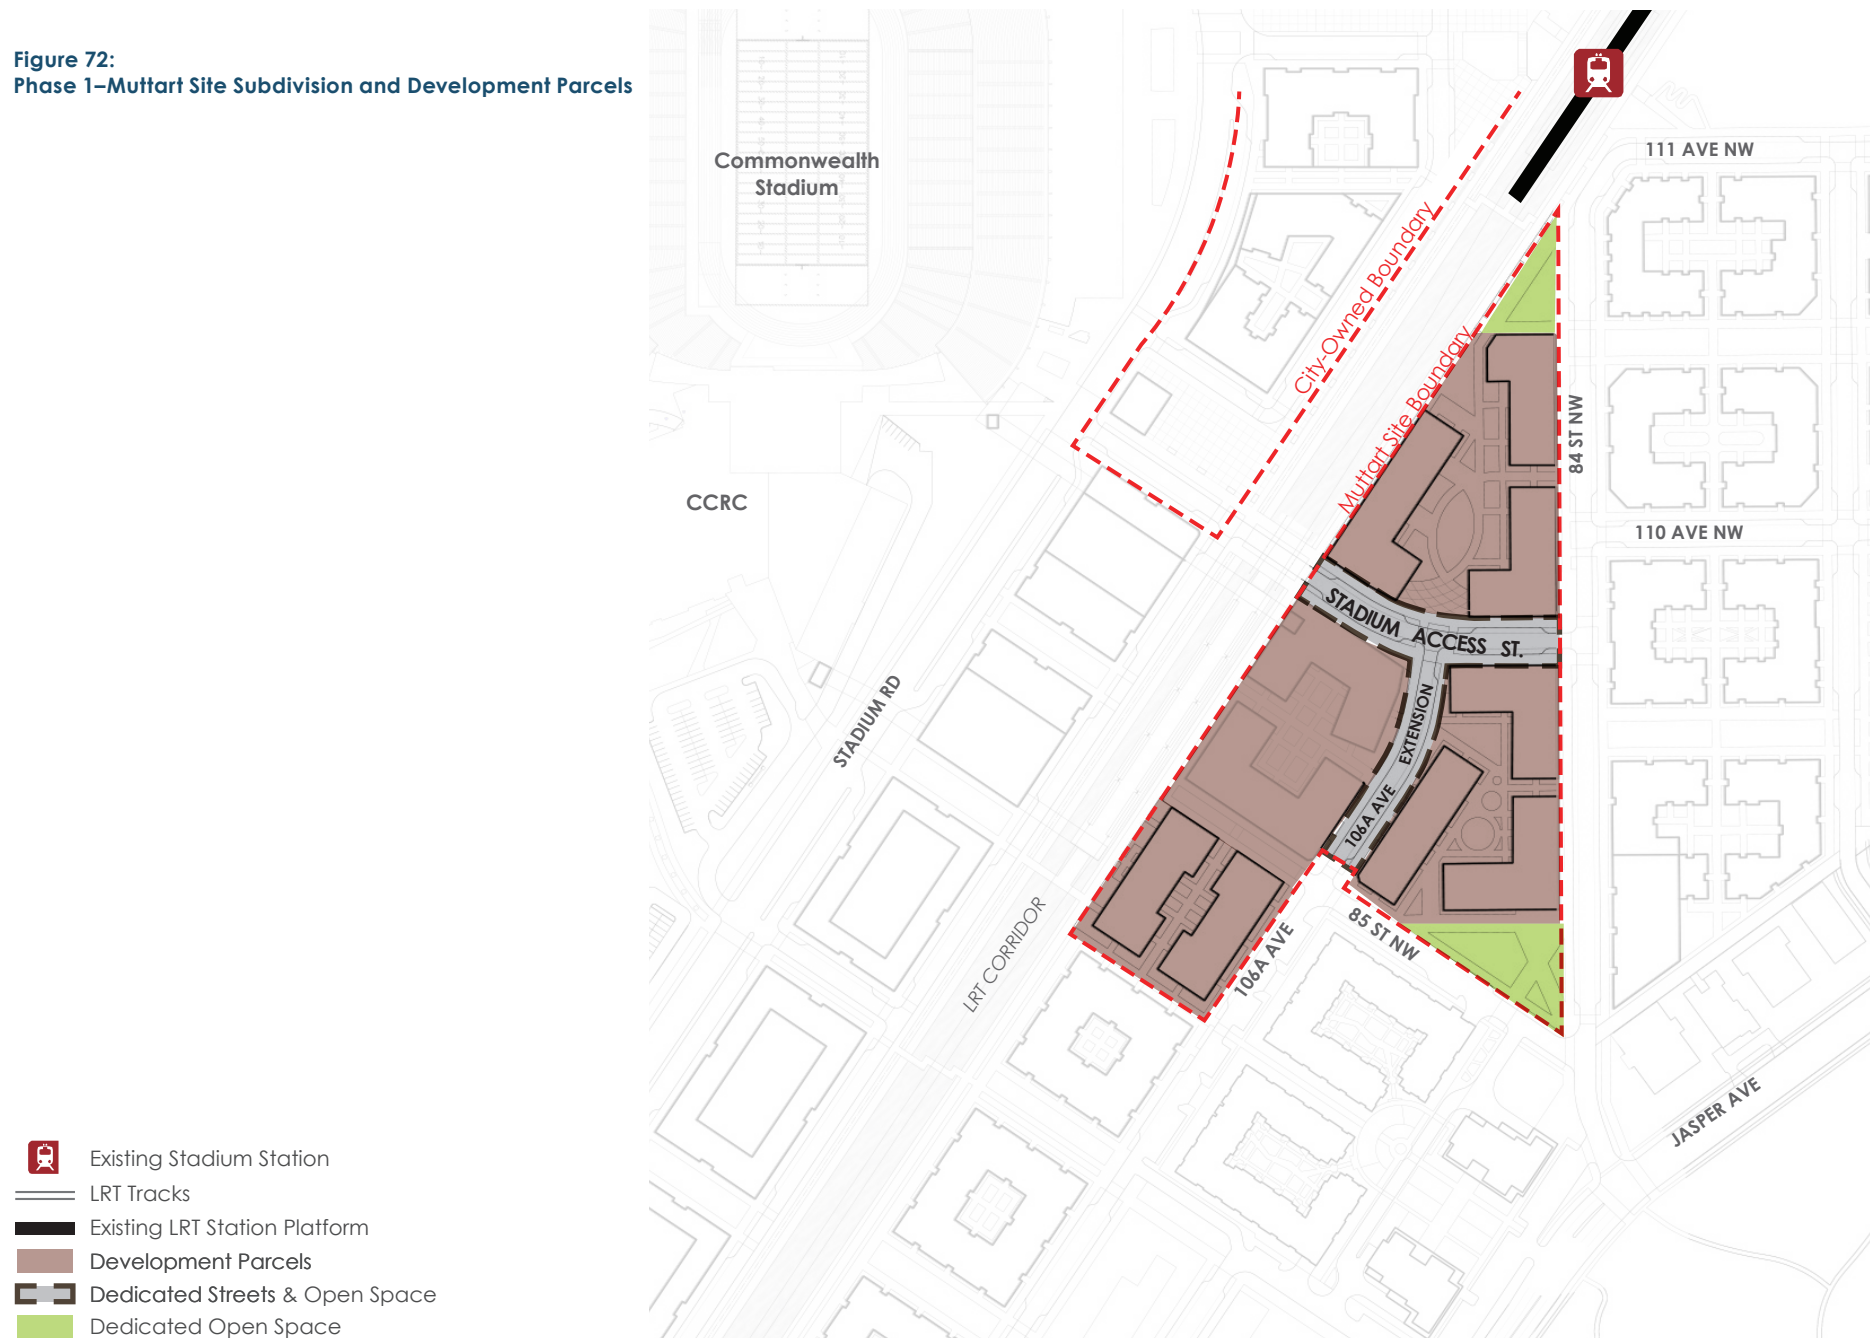 Figure 72:
Phase 1–Muttart Site Subdivision and Development Parcels
Commonwealth
Stadium
111 AVE NW
City-Owned Boundary
Muttart Site Boundary
84 ST NW
CCRC
110 AVE NW
STADIUM ACCESS ST.
STADIUM RD
106A AVE EXTENSION
LRT CORRIDOR
106A AVE
85 ST NW
JASPER AVE
Existing Stadium Station
LRT Tracks
Existing LRT Station Platform
Development Parcels
Dedicated Streets & Open Space
Dedicated Open Space